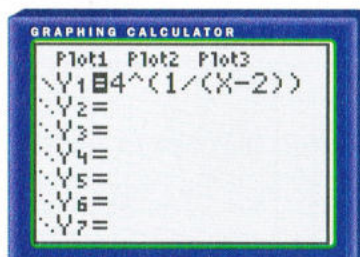 GRAPHING CALCULATOR
Plot1 Plot2 Plot3
\Y1=4^(1/(X-2))
\Y2=
\Y3=
\Y4=
\Y5=
\Y6=
\Y7=